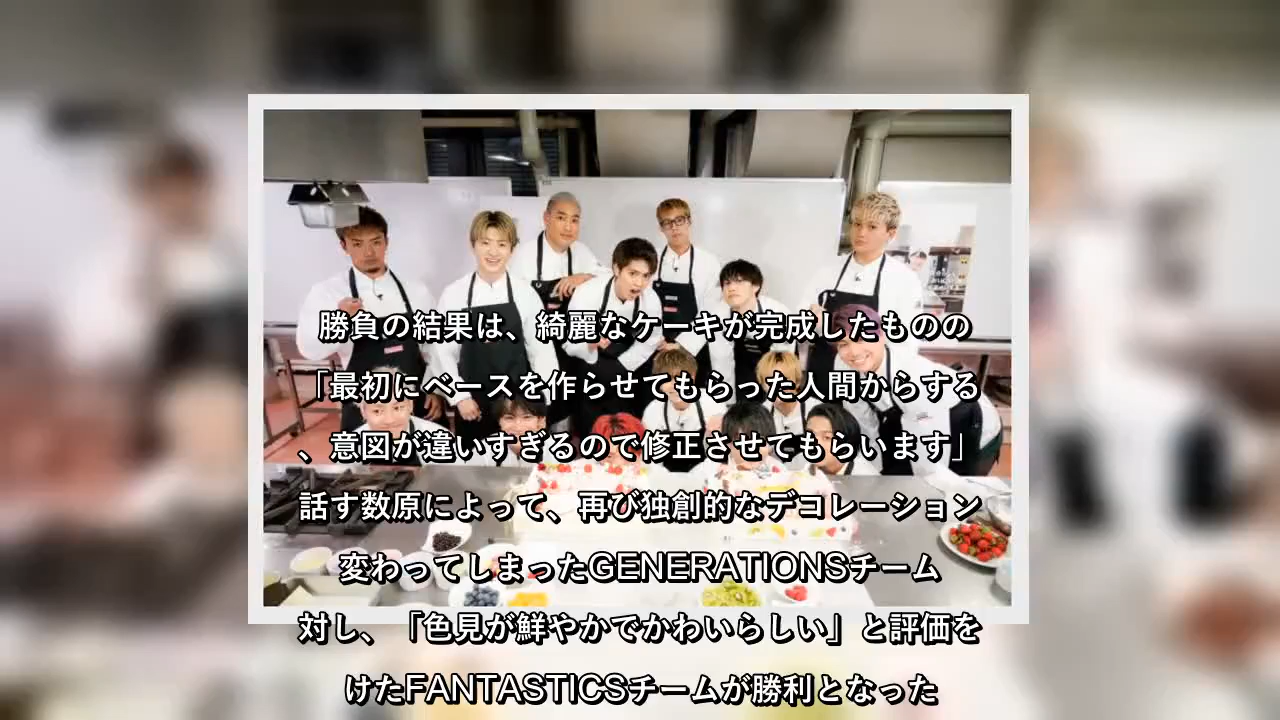 勝負の結果は、綺麗なケーキが完成したものの
「最初にベースを作らせてもらった人間からする
、意図が違いすぎるので修正させてもらいます」
話す数原によって、再び独創的なデコレーション
変わってしまったGENERATIONSチーム
対し、「色見が鮮やかでかわいらしい」と評価を
けたFANTASTICSチームが勝利となった